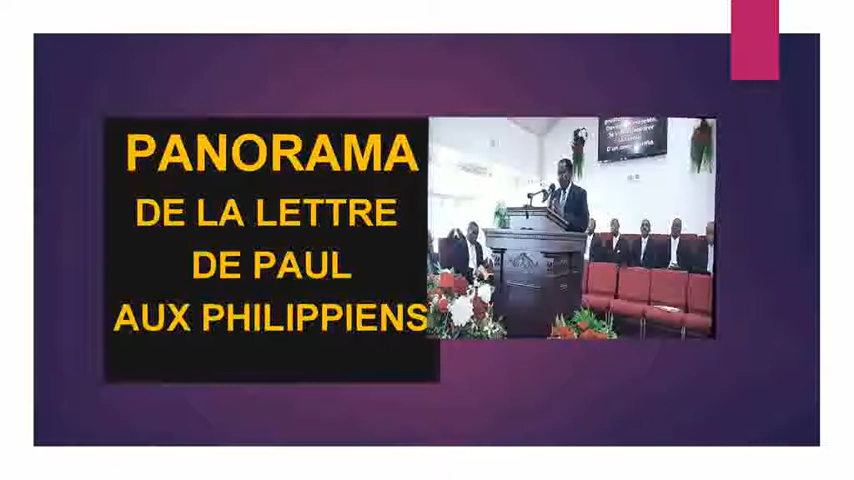 PANORAMA
DE LA LETTRE
DE PAUL
AUX PHILIPPIENS